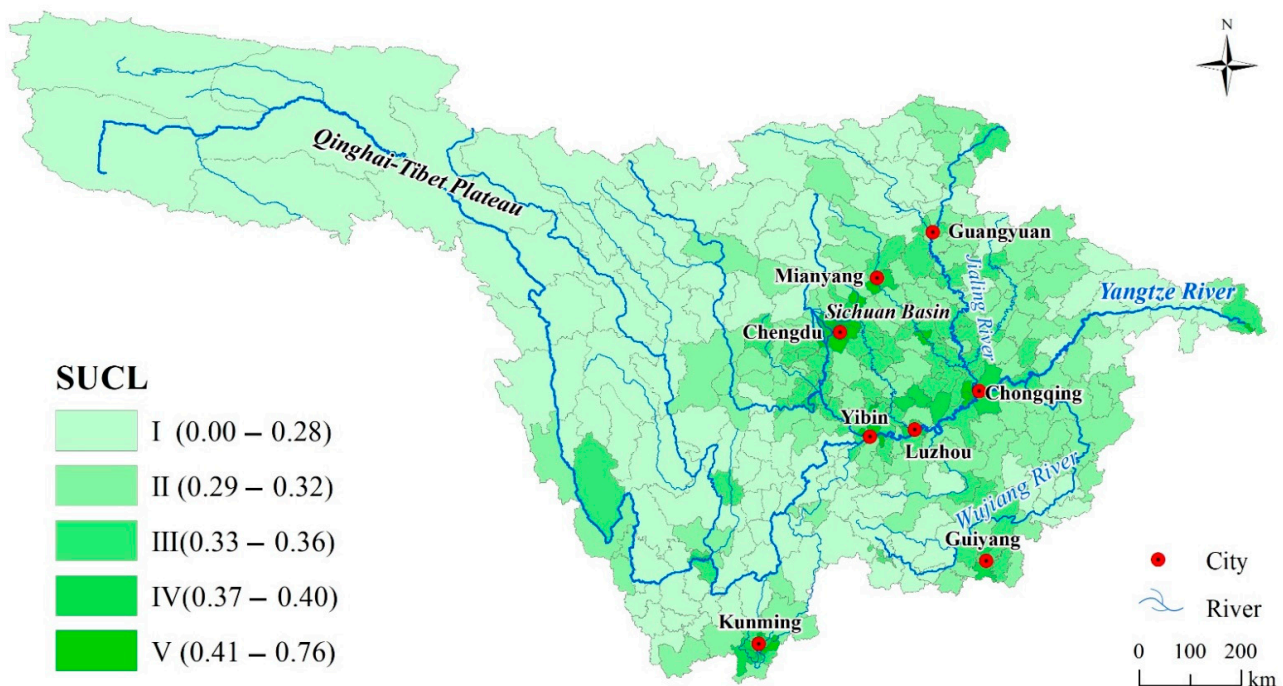 N
Qinghai-Tibet Plateau
Guangyuan
Mianyang
Jialing River
Yangtze River
Sichuan Basin
Chengdu
Chongqing
Yibin
Luzhou
Wujiang River
Guiyang
Kunming
SUCL
I (0.00 – 0.28)
II (0.29 – 0.32)
III(0.33 – 0.36)
IV(0.37 – 0.40)
V (0.41 – 0.76)
City
River
0 100 200
km